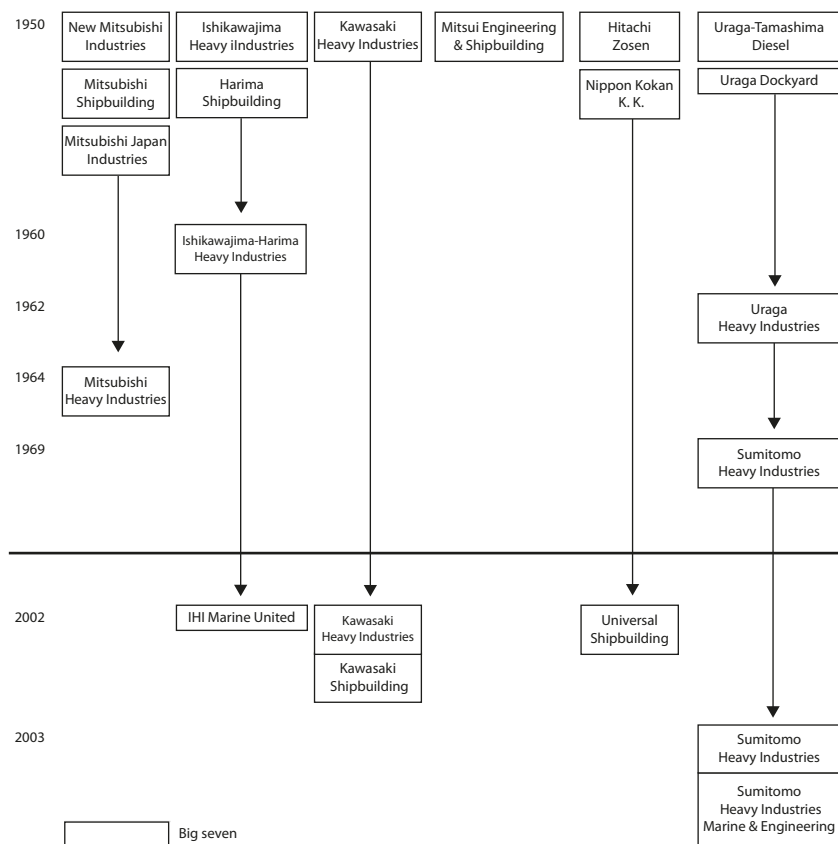 1950
New Mitsubishi
Industries
Ishikawajima
Heavy iIndustries
Kawasaki
Heavy Industries
Mitsui Engineering
& Shipbuilding
Hitachi
Zosen
Uraga-Tamashima
Diesel
Mitsubishi
Shipbuilding
Harima
Shipbuilding
Nippon Kokan
K. K.
Uraga Dockyard
Mitsubishi Japan
Industries
1960
Ishikawajima-Harima
Heavy Industries
1962
Uraga
Heavy Industries
1964
Mitsubishi
Heavy Industries
1969
Sumitomo
Heavy Industries
2002
IHI Marine United
Kawasaki
Heavy Industries
Kawasaki
Shipbuilding
Universal
Shipbuilding
2003
Sumitomo
Heavy Industries
Sumitomo
Heavy Industries
Marine & Engineering
Big seven